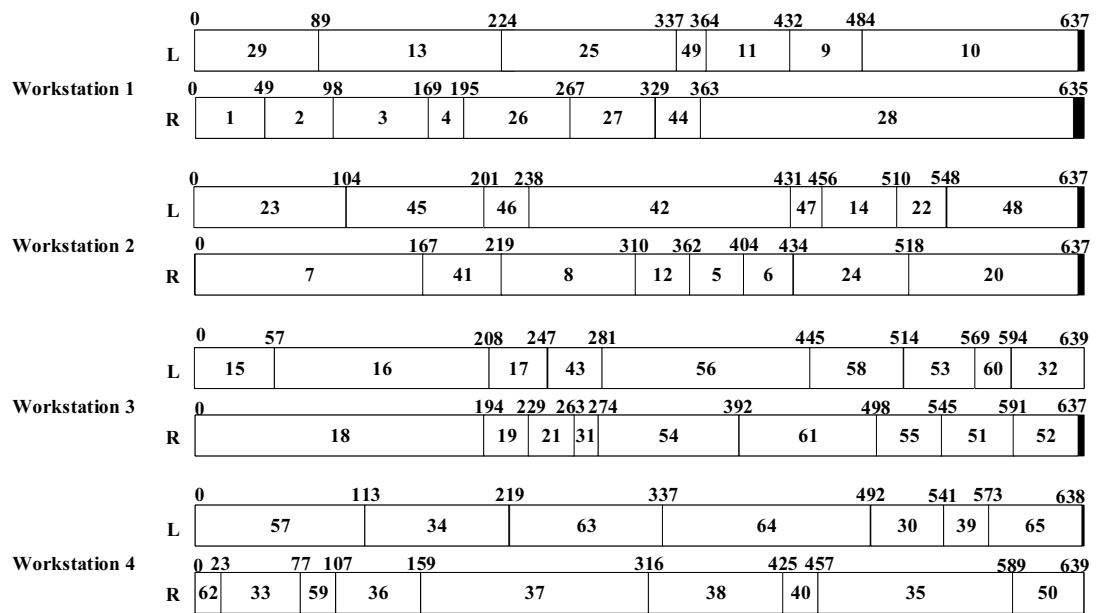 0 89 224 337 364 432 484 637
L 29 13 25 49 11 9 10
Workstation 1
0 49 98 169 195 267 329 363 635
R 1 2 3 4 26 27 44 28
0 104 201 238 431 456 510 548 637
L 23 45 46 42 47 14 22 48
Workstation 2
0 167 219 310 362 404 434 518 637
R 7 41 8 12 5 6 24 20
0 57 208 247 281 445 514 569 594 639
L 15 16 17 43 56 58 53 60 32
Workstation 3
0 194 229 263 274 392 498 545 591 637
R 18 19 21 31 54 61 55 51 52
0 113 219 337 492 541 573 638
L 57 34 63 64 30 39 65
Workstation 4
0 23 77 107 159 316 425 457 589 639
R 62 33 59 36 37 38 40 35 50